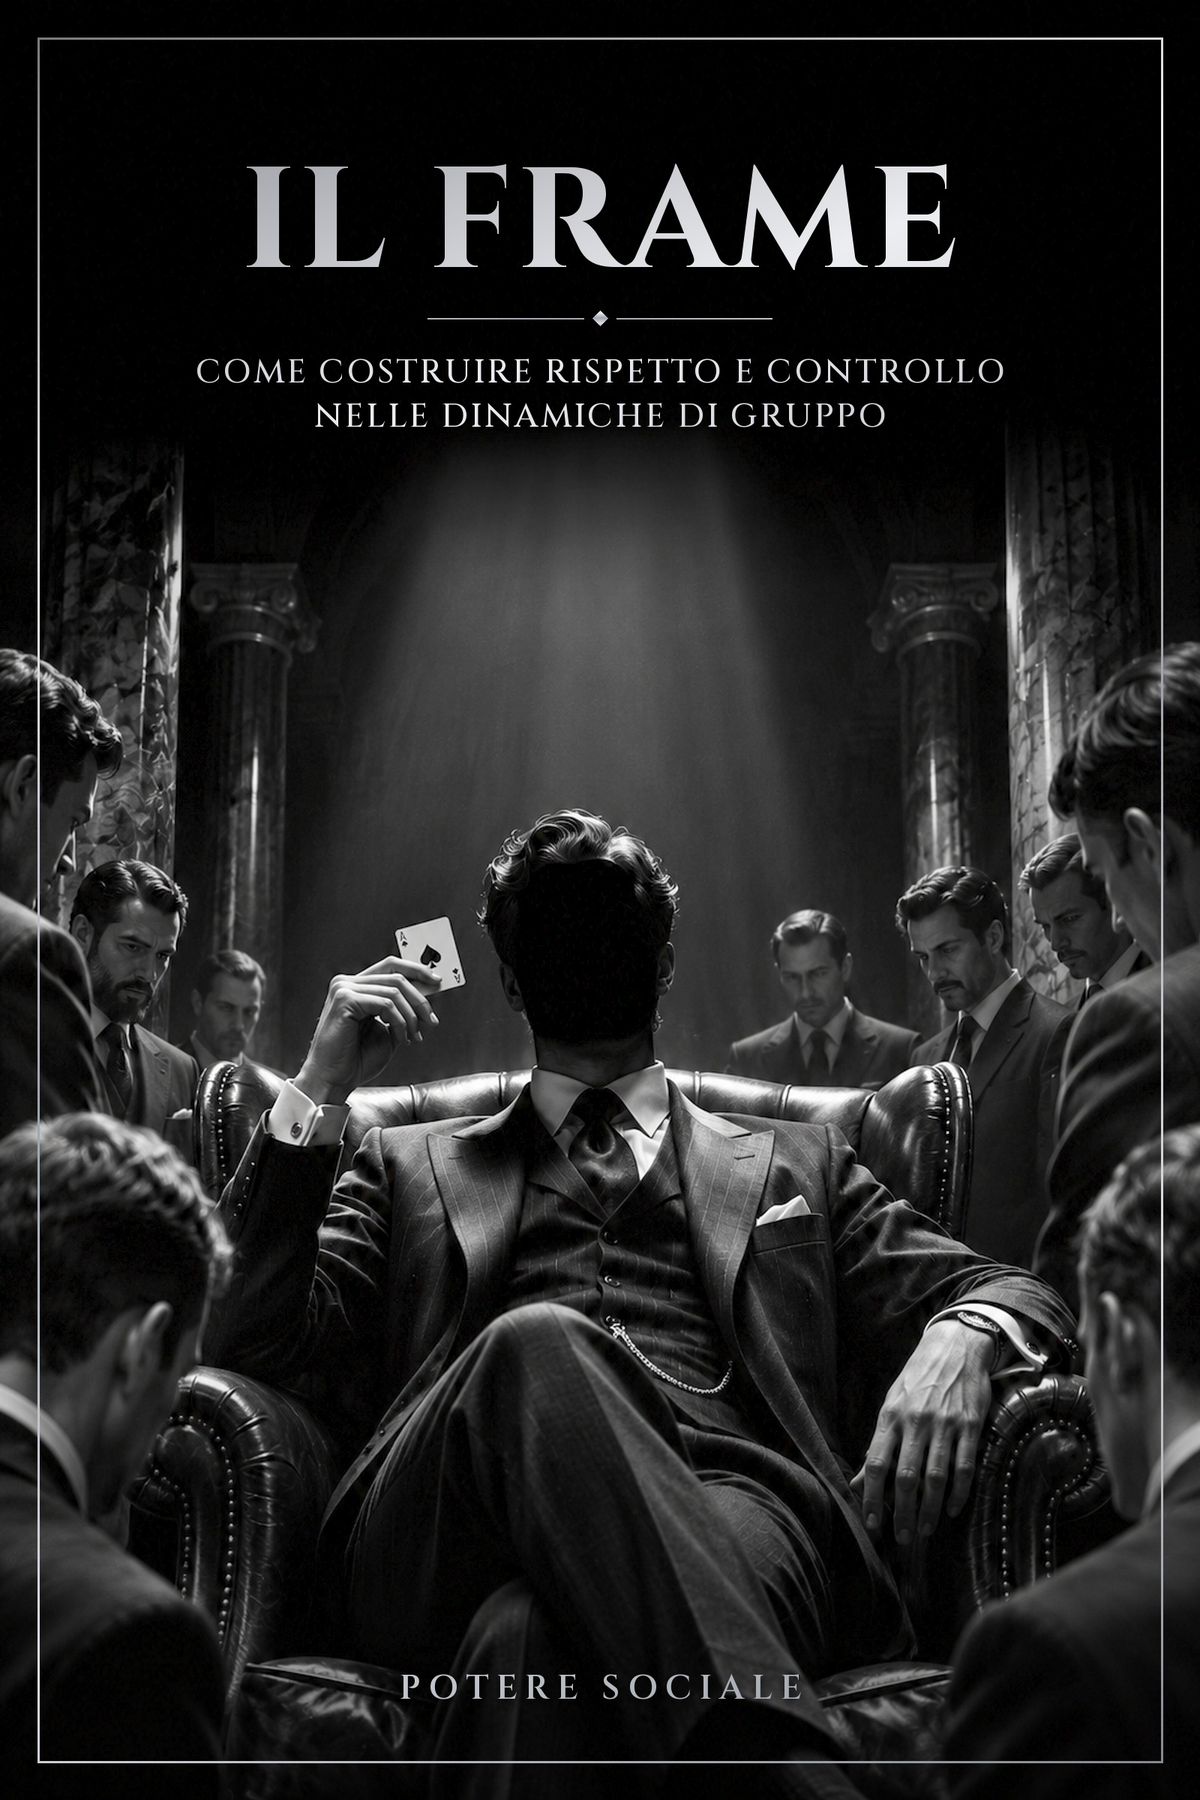 IL FRAME
COME COSTRUIRE RISPETTO E CONTROLLO
NELLE DINAMICHE DI GRUPPO
A
A
POTERE SOCIALE